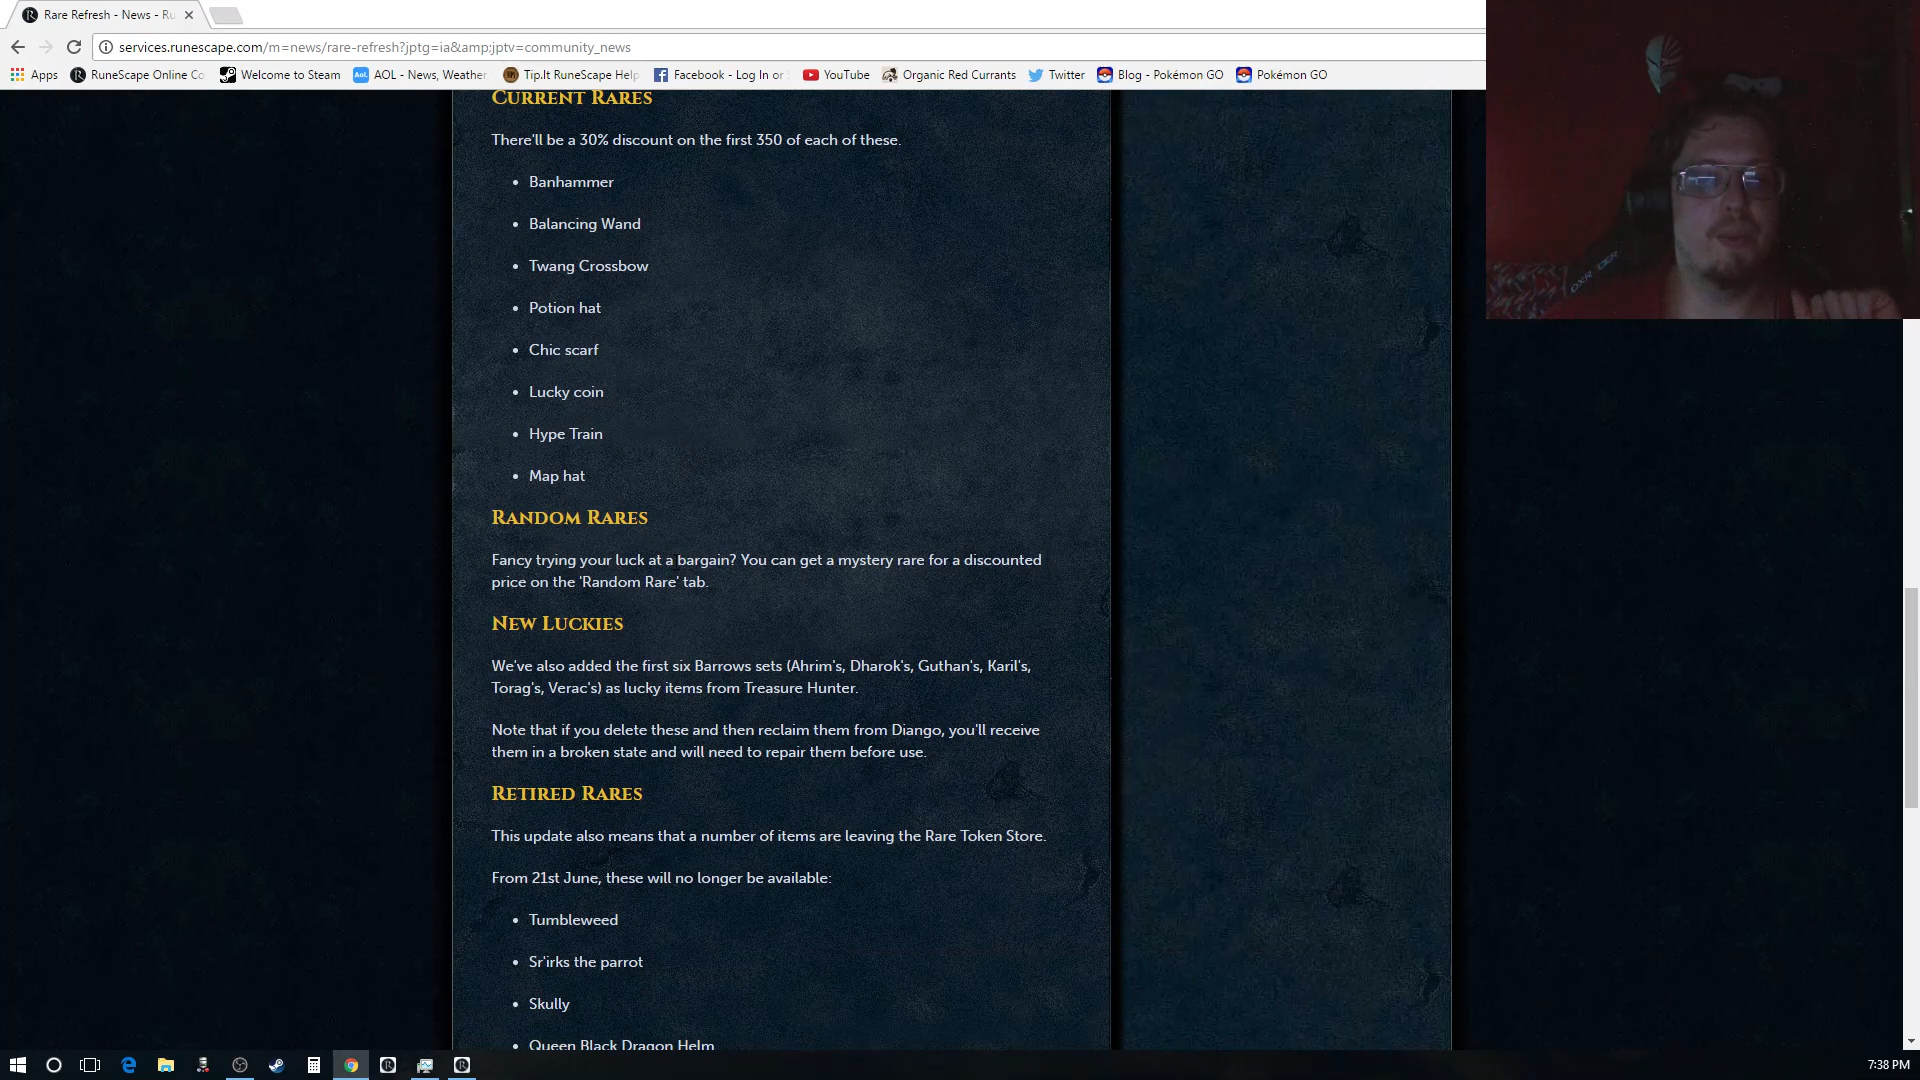 Rare Refresh - News - Ru
services.runescape.com/m=news/rare-refresh?jptg=ia&amp;jptv=community_news
Apps RuneScape Online Co Welcome to Steam Aol. AOL - News, Weather Tip.It RuneScape Help Facebook - Log In or YouTube Organic Red Currants Twitter Blog - Pokémon GO Pokémon GO
Current Rares
There'll be a 30% discount on the first 350 of each of these.
• Banhammer
• Balancing Wand
• Twang Crossbow
• Potion hat
• Chic scarf
• Lucky coin
• Hype Train
• Map hat
Random Rares
Fancy trying your luck at a bargain? You can get a mystery rare for a discounted
price on the 'Random Rare' tab.
New Luckies
We've also added the first six Barrows sets (Ahrim's, Dharok's, Guthan's, Karil's,
Torag's, Verac's) as lucky items from Treasure Hunter.
Note that if you delete these and then reclaim them from Diango, you'll receive
them in a broken state and will need to repair them before use.
Retired Rares
This update also means that a number of items are leaving the Rare Token Store.
From 21st June, these will no longer be available:
• Tumbleweed
• Sr'irks the parrot
• Skully
• Queen Black Dragon Helm
7:38 PM